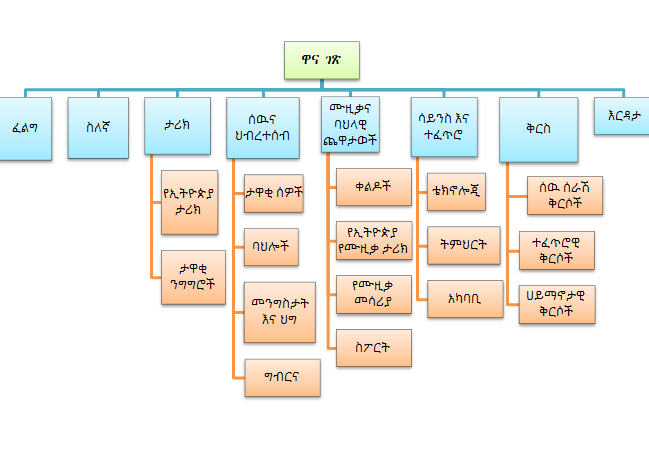 ዋና ገጽ
ፈልግ
ስለኛ
ታሪክ
ሰዉና
ህብረተሰብ
ሙዚቃና
ባህላዊ
ጨዋታወች
ሳይንስ እና
ተፈጥሮ
ቅርስ
እርዳታ
የኢትዮጵያ
ታሪክ
ታዋቂ
ንግግሮች
ታዋቂ ሰዎች
ባህሎች
መንግስታት
እና ህግ
ግብርና
ቀልዶች
የኢትዮጵያ
የሙዚቃ ታሪክ
የሙዚቃ
መሳሪያ
ስፖርት
ቴክኖሎጂ
ትምህርት
አካባቢ
ሰዉ ሰራሽ
ቅርሶች
ተፈጥሮዊ
ቅርሶች
ሀይማኖታዊ
ቅርሶች